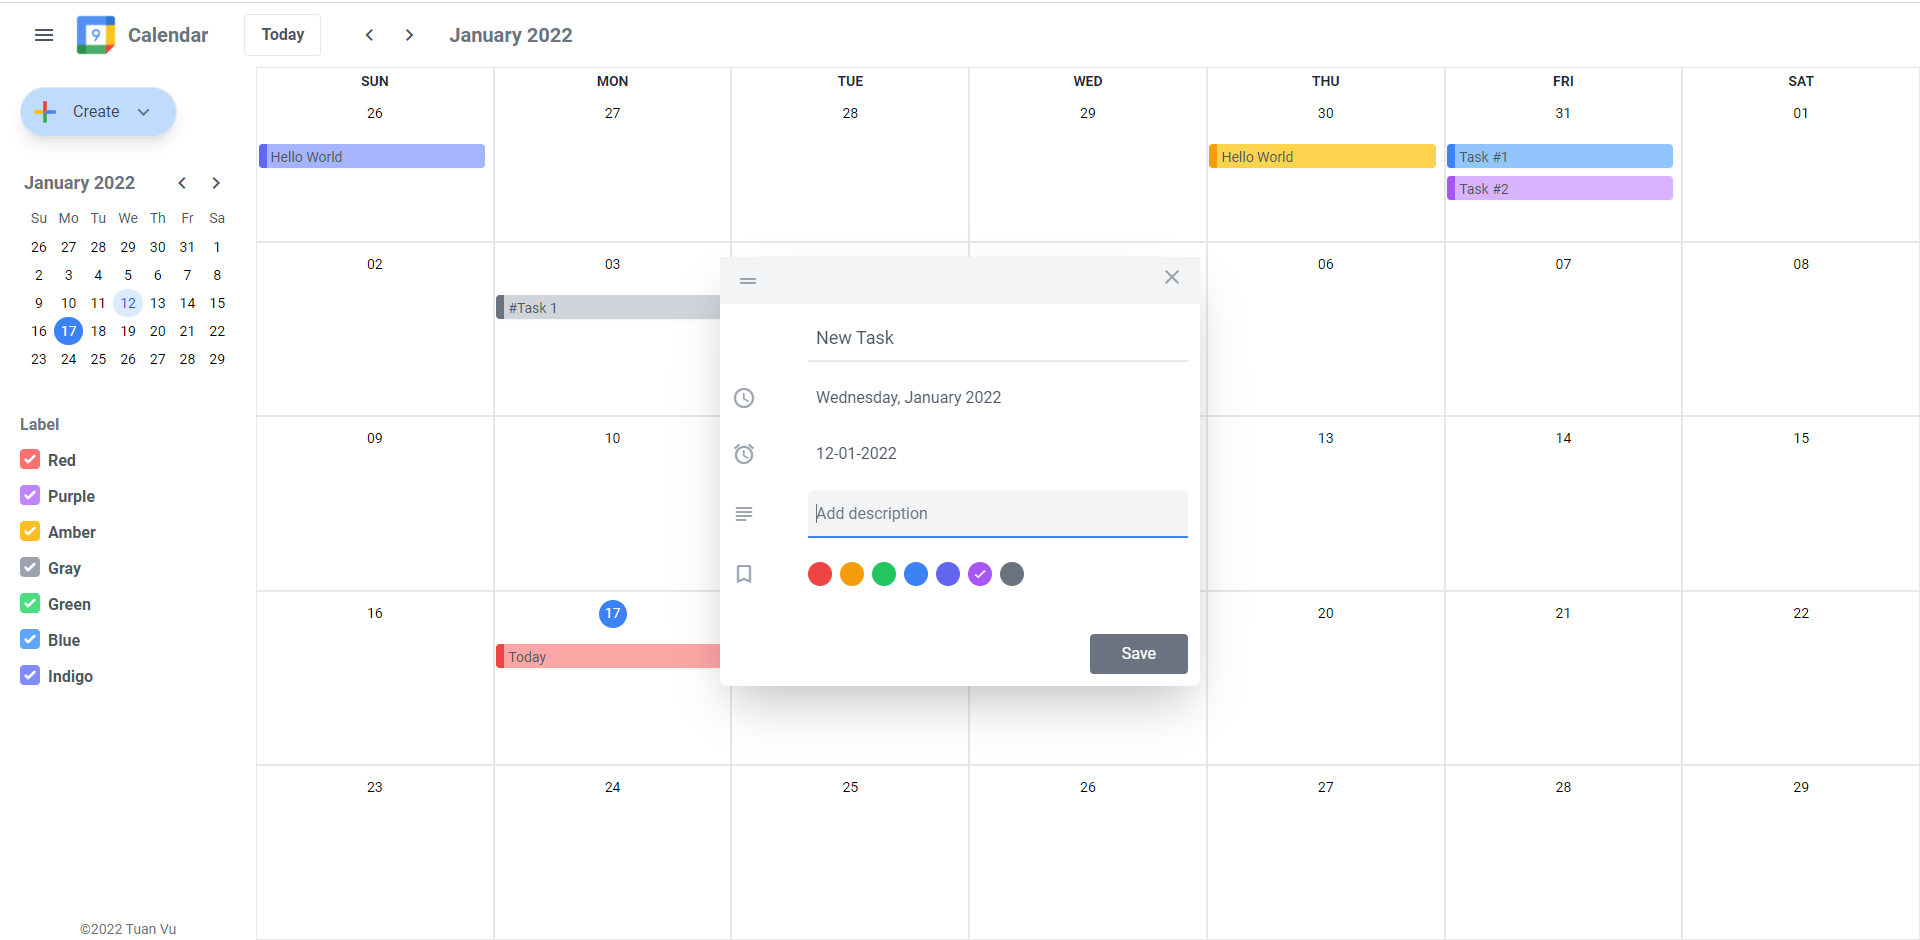 9 Calendar Today January 2022
Create
January 2022
Su Mo Tu We Th Fr Sa
26 27 28 29 30 31 1
2 3 4 5 6 7 8
9 10 11 12 13 14 15
16 17 18 19 20 21 22
23 24 25 26 27 28 29
Label
Red
Purple
Amber
Gray
Green
Blue
Indigo
©2022 Tuan Vu
SUN MON TUE WED THU FRI SAT
26 27 28 29 30 31 01
Hello World Hello World Task #1
Task #2
02 03 06 07 08
#Task 1
09 10 13 14 15
16 17 20 21 22
Today
23 24 25 26 27 28 29
New Task
Wednesday, January 2022
12-01-2022
Add description
Save